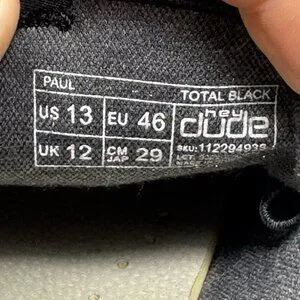 PAUL TOTAL BLACK
US 13 EU 46 hey
dude
UK 12 CM JAP 29
SKU:112294938